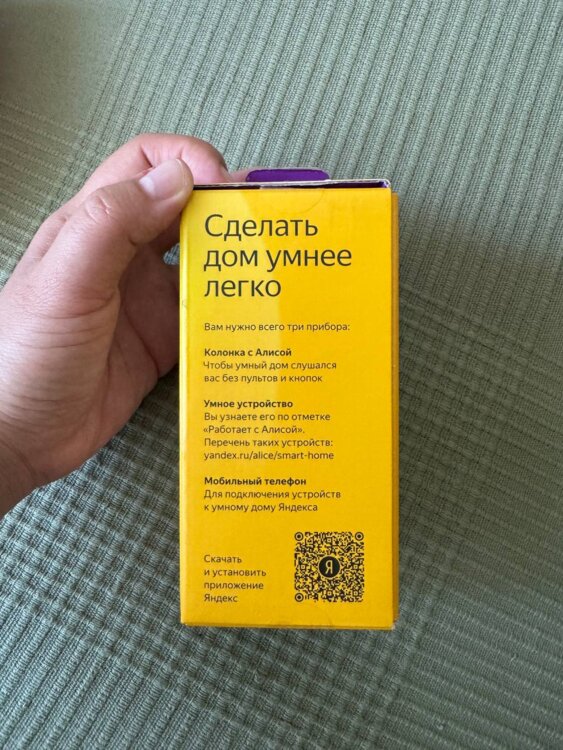 Сделать
дом умнее
легко
Вам нужно всего три прибора:
Колонка с Алисой
Чтобы умный дом слушался
вас без пультов и кнопок
Умное устройство
Вы узнаете его по отметке
«Работает с Алисой».
Перечень таких устройств:
yandex.ru/alice/smart-home
Мобильный телефон
Для подключения устройств
к умному дому Яндекса
Скачать
и установить
приложение
Яндекс
Я